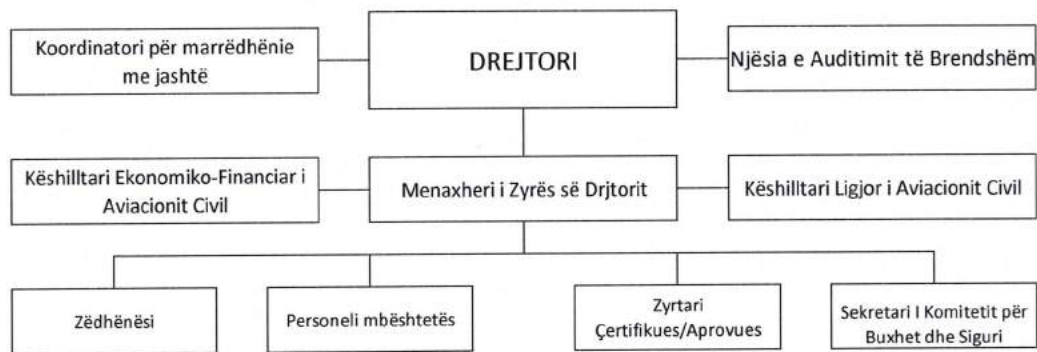 Koordinatori për marrëdhënie
me jashtë
DREJTORI
Njësia e Auditimit të Brendshëm
Këshilltari Ekonomiko-Financiar i
Aviacionit Civil
Menaxheri i Zyrës së Drjtorit
Këshilltari Ligjor i Aviacionit Civil
Zëdhënësi
Personeli mbështetës
Zyrtari
Çertifikues/Aprovues
Sekretari I Komitetit për
Buxhet dhe Siguri